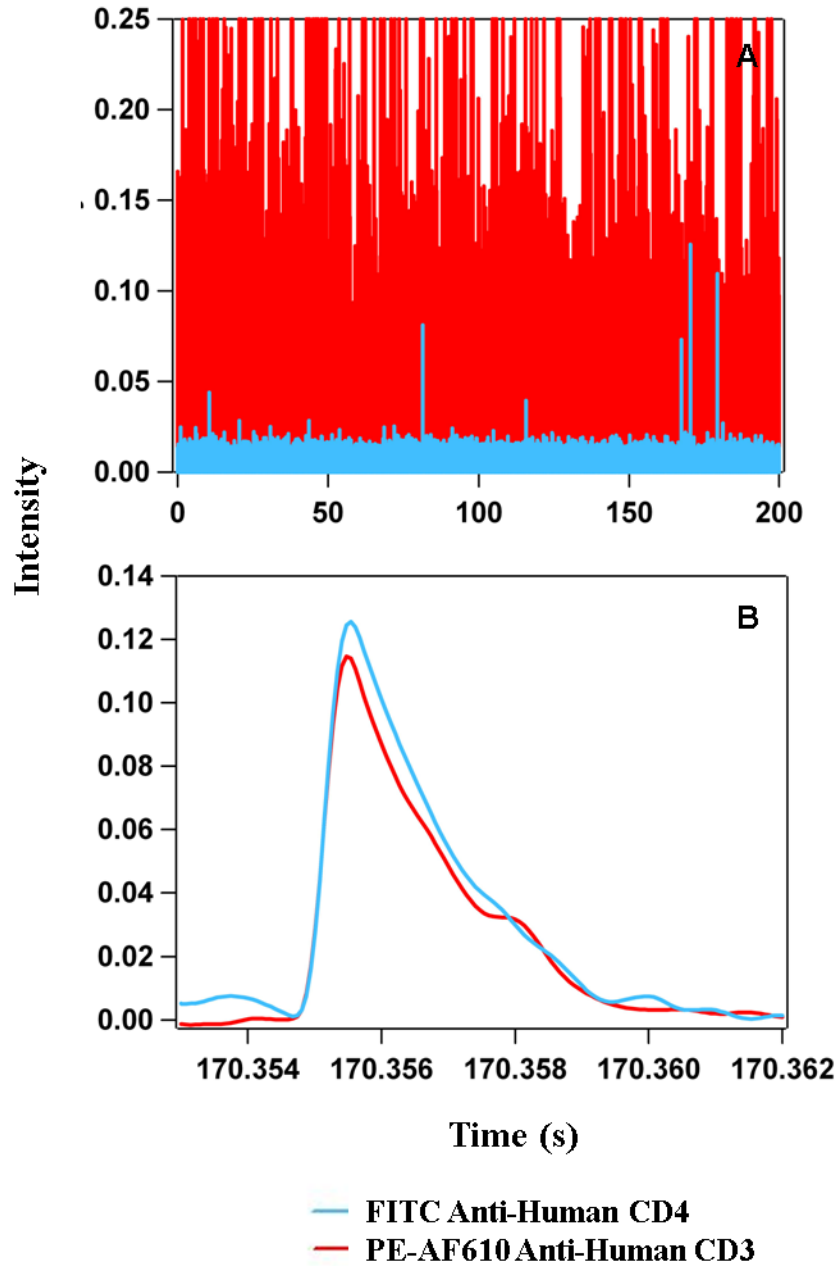 0.25
A
0.20
0.15
0.10
0.05
0.00
0 50 100 150 200
Intensity
0.14
B
0.12
0.10
0.08
0.06
0.04
0.02
0.00
170.354 170.356 170.358 170.360 170.362
Time (s)
FITC Anti-Human CD4
PE-AF610 Anti-Human CD3